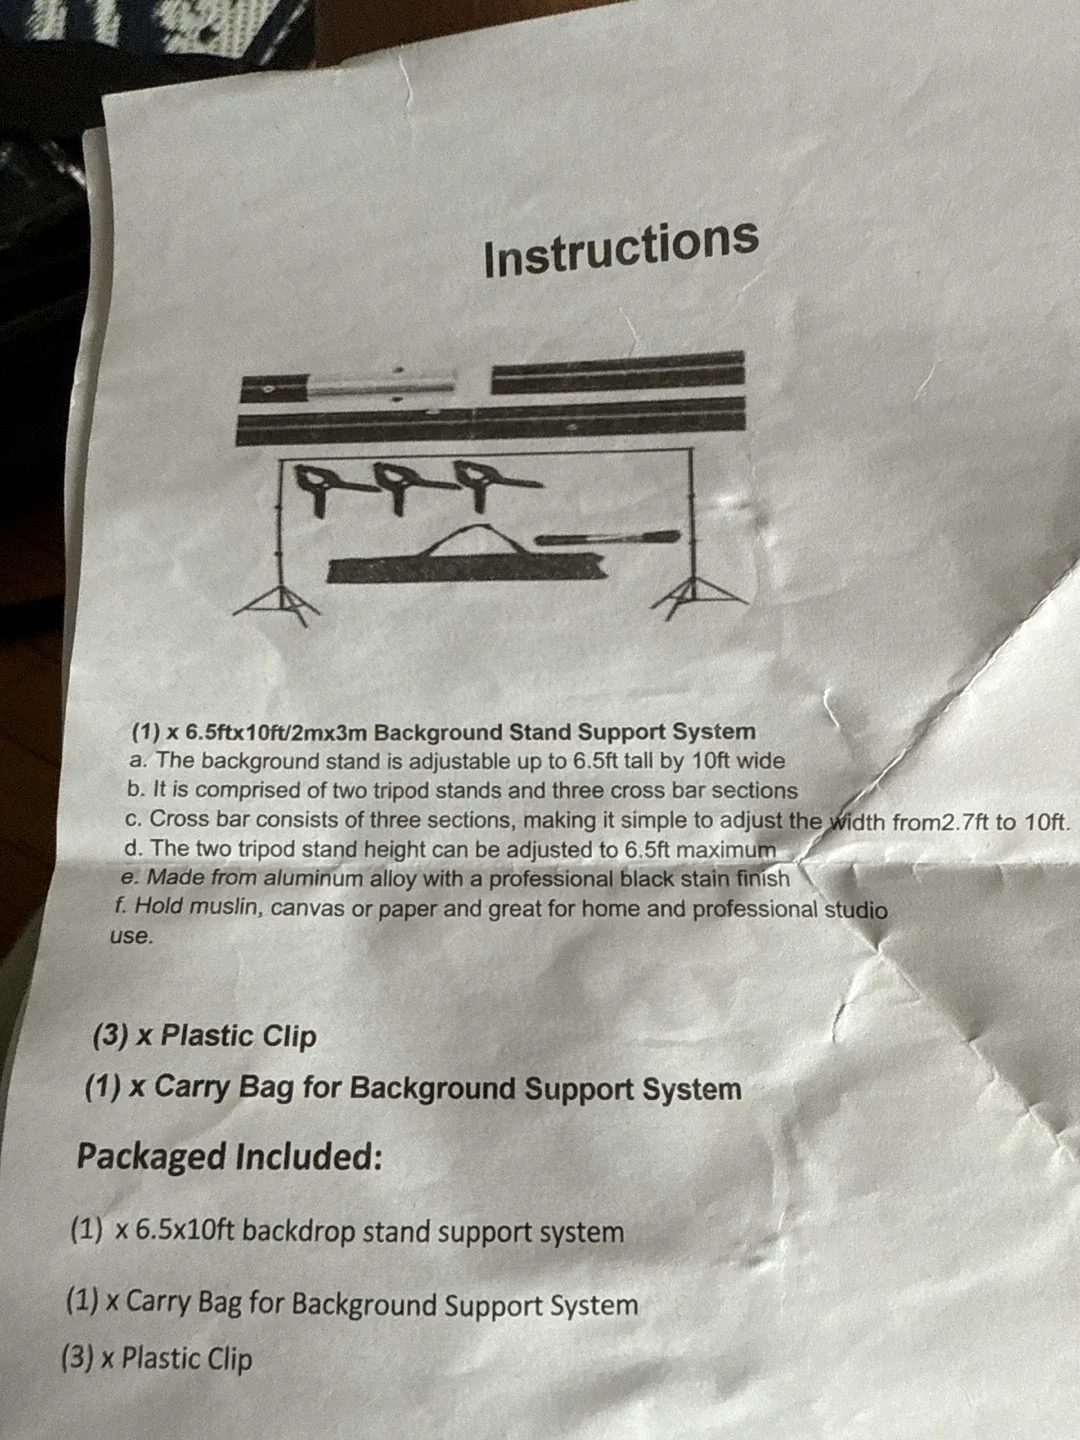 Instructions
(1) x 6.5ftx10ft/2mx3m Background Stand Support System
a. The background stand is adjustable up to 6.5ft tall by 10ft wide
b. It is comprised of two tripod stands and three cross bar sections
c. Cross bar consists of three sections, making it simple to adjust the width from2.7ft to 10ft.
d. The two tripod stand height can be adjusted to 6.5ft maximum
e. Made from aluminum alloy with a professional black stain finish
f. Hold muslin, canvas or paper and great for home and professional studio
use.
(3) x Plastic Clip
(1) x Carry Bag for Background Support System
Packaged Included:
(1) x 6.5x10ft backdrop stand support system
(1) x Carry Bag for Background Support System
(3) x Plastic Clip